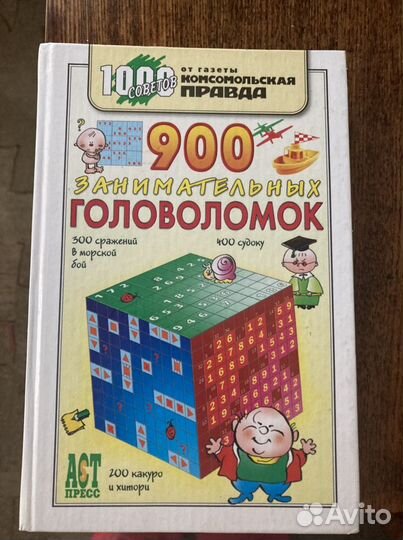 1000
СОВЕТОВ
от газеты
КОМСОМОЛЬСКАЯ
ПРАВДА
900
ЗАНИМАТЕЛЬНЫХ
ГОЛОВОЛОМОК
300 сражений
в морской
бой
400 судоку
АСТ
ПРЕСС
200 какуро
и хитори
Avito